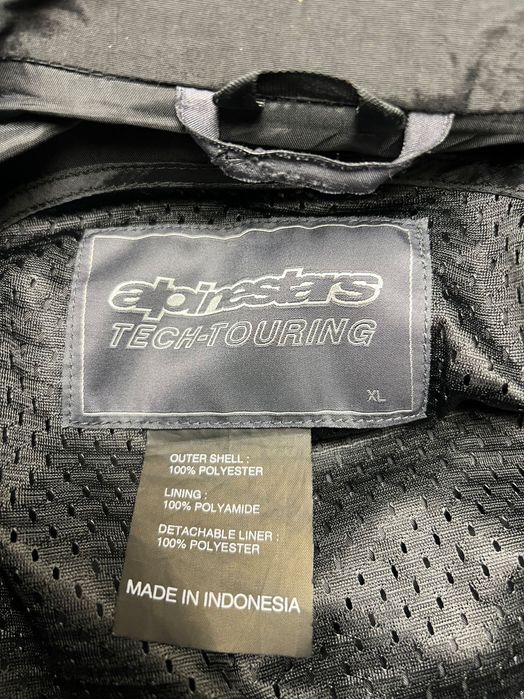 alpinestars
TECH-TOURING
XL
OUTER SHELL :
100% POLYESTER
LINING :
100% POLYAMIDE
DETACHABLE LINER :
100% POLYESTER
MADE IN INDONESIA